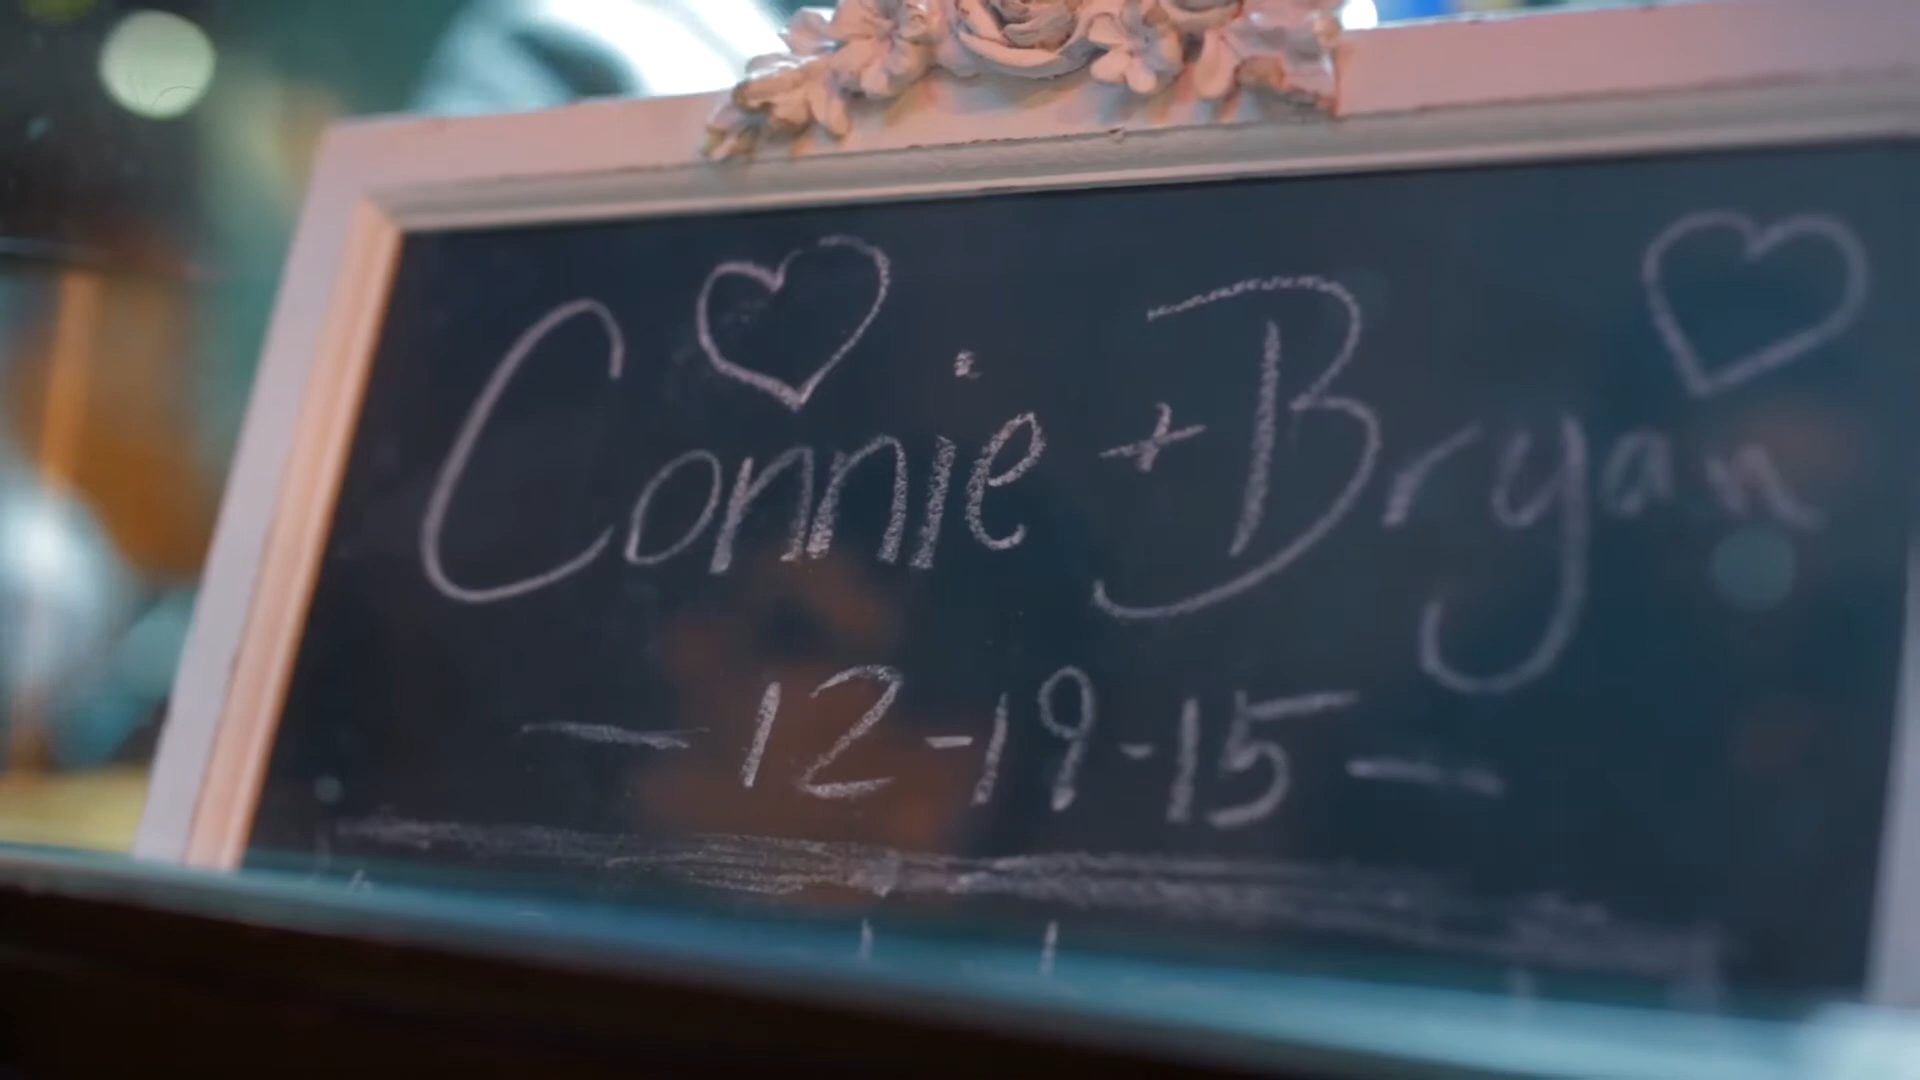 Connie + Bryan
— 12-19-15 —